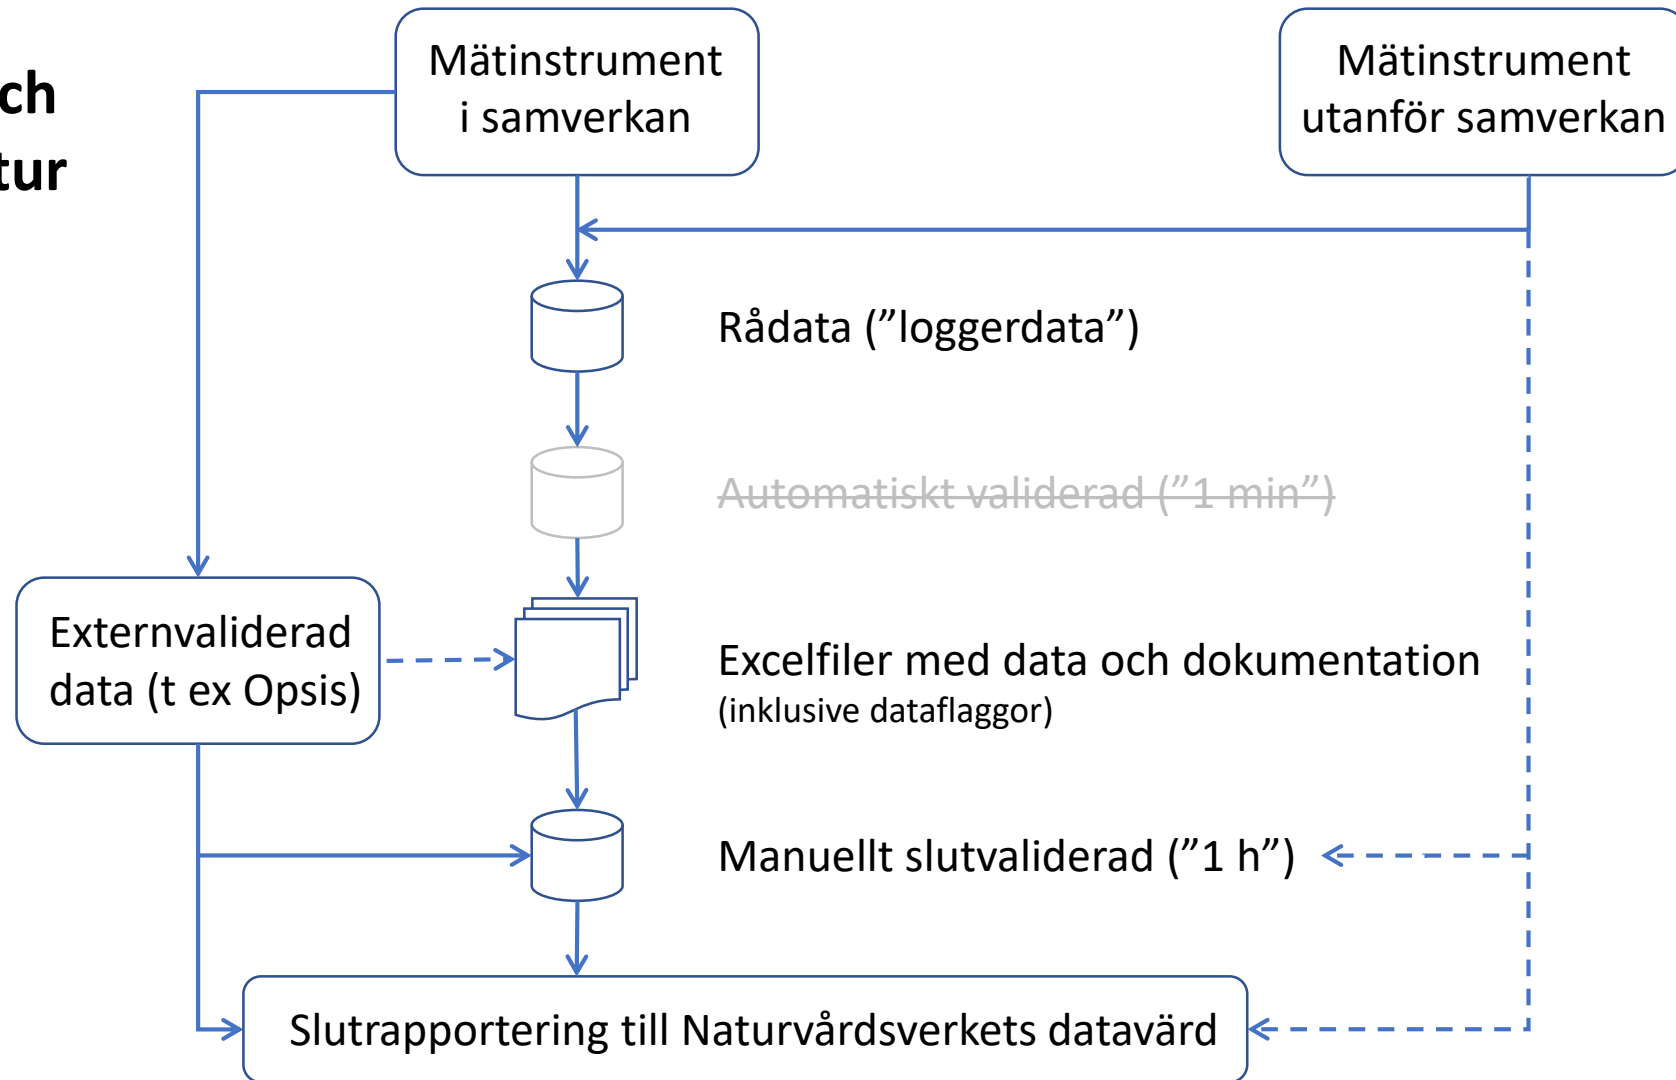 ch
tur
Mätinstrument
i samverkan
Mätinstrument
utanför samverkan
Rådata (”loggerdata”)
Automatiskt validerad (”1 min”)
Externvaliderad
data (t ex Opsis)
Excelfiler med data och dokumentation
(inklusive dataflaggor)
Manuellt slutvaliderad (”1 h”)
Slutrapportering till Naturvårdsverkets datavärd